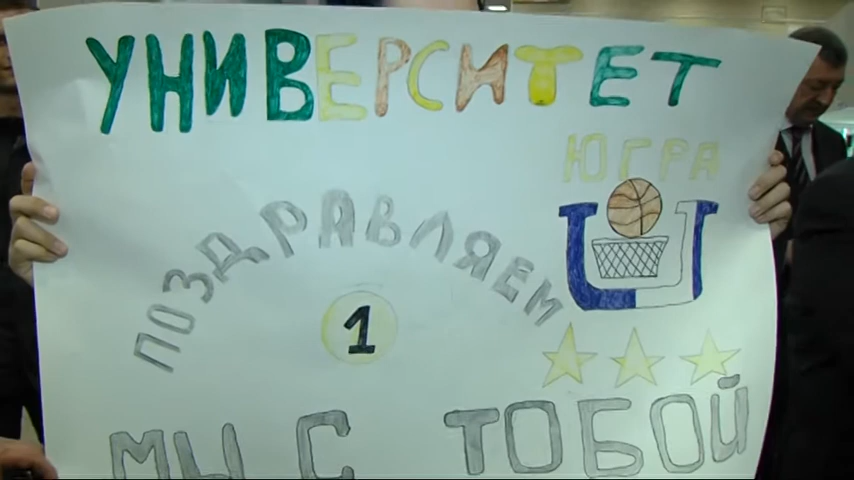 УНИВЕРСИТЕТ
ЮГРА
ПОЗДРАВЛЯЕМ
1
МЫ С ТОБОЙ